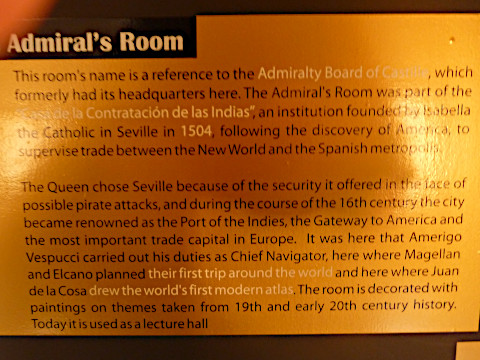 Admiral's Room
This room's name is a reference to the Admiralty Board of Castile, which
formerly had its headquarters here. The Admiral's Room was part of the
"Casa de la Contratación de las Indias", an institution founded by Isabella
the Catholic in Seville in 1504, following the discovery of America, to
supervise trade between the New World and the Spanish metropolis.
The Queen chose Seville because of the security it offered in the face of
possible pirate attacks, and during the course of the 16th century the city
became renowned as the Port of the Indies, the Gateway to America and
the most important trade capital in Europe. It was here that Amerigo
Vespucci carried out his duties as Chief Navigator, here where Magellan
and Elcano planned their first trip around the world and here where Juan
de la Cosa drew the world's first modern atlas. The room is decorated with
paintings on themes taken from 19th and early 20th century history.
Today it is used as a lecture hall